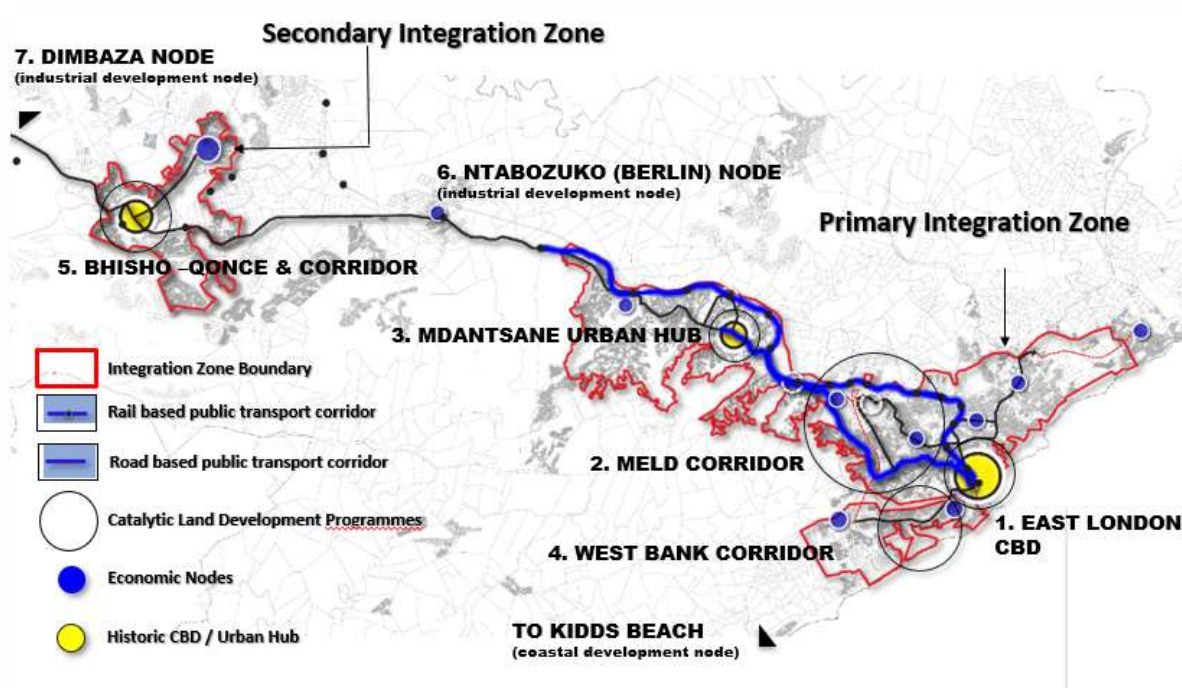 Secondary Integration Zone
7. DIMBAZA NODE
(industrial development node)
6. NTABOZUKO (BERLIN) NODE
(industrial development node)
Primary Integration Zone
5. BHISHO –QONCE & CORRIDOR
3. MDANTSANE URBAN HUB
Integration Zone Boundary
Rail based public transport corridor
Road based public transport corridor
2. MELD CORRIDOR
Catalytic Land Development Programmes
1. EAST LONDON
CBD
4. WEST BANK CORRIDOR
Economic Nodes
Historic CBD / Urban Hub
TO KIDDS BEACH
(coastal development node)